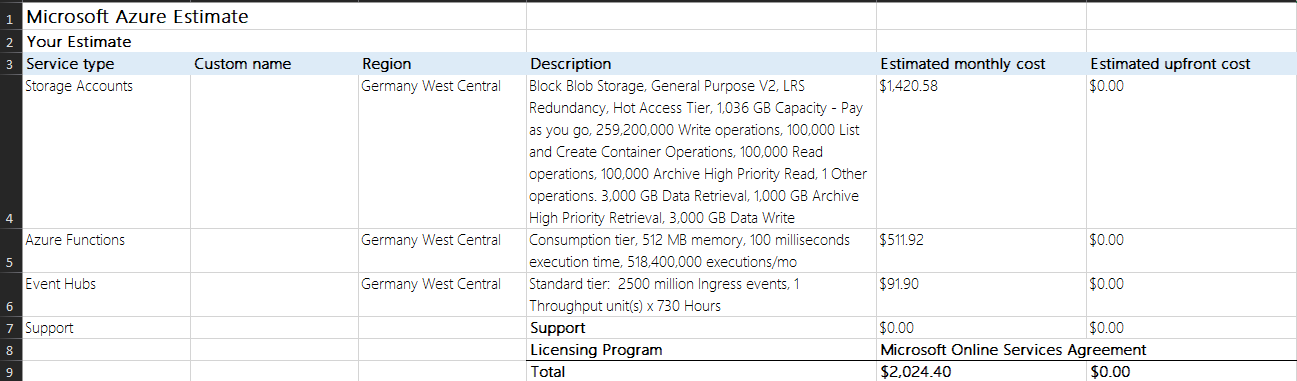 1 Microsoft Azure Estimate
2 Your Estimate
3 Service type Custom name Region Description Estimated monthly cost Estimated upfront cost
Storage Accounts Germany West Central Block Blob Storage, General Purpose V2, LRS $1,420.58 $0.00
Redundancy, Hot Access Tier, 1,036 GB Capacity - Pay
as you go, 259,200,000 Write operations, 100,000 List
and Create Container Operations, 100,000 Read
operations, 100,000 Archive High Priority Read, 1 Other
operations. 3,000 GB Data Retrieval, 1,000 GB Archive
4 High Priority Retrieval, 3,000 GB Data Write
Azure Functions Germany West Central Consumption tier, 512 MB memory, 100 milliseconds $511.92 $0.00
5 execution time, 518,400,000 executions/mo
Event Hubs Germany West Central Standard tier: 2500 million Ingress events, 1 $91.90 $0.00
6 Throughput unit(s) x 730 Hours
7 Support Support $0.00 $0.00
8 Licensing Program Microsoft Online Services Agreement
9 Total $2,024.40 $0.00